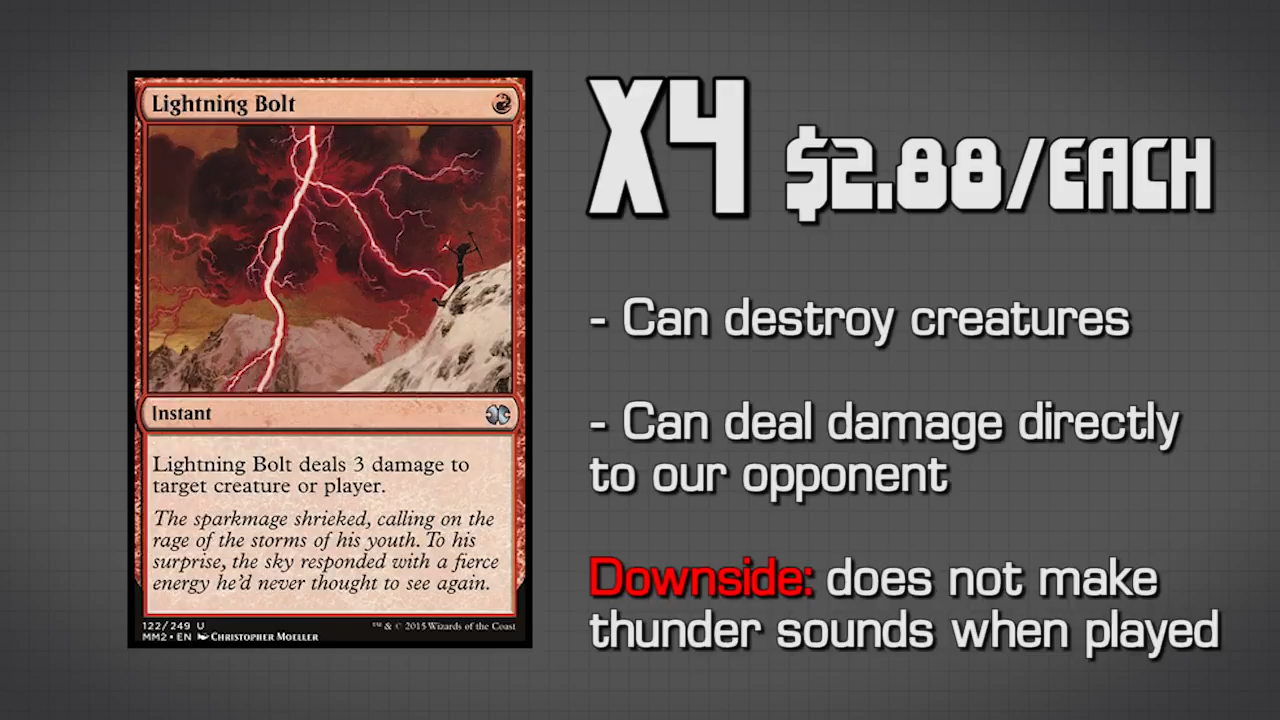 Lightning Bolt
X4 $2.88/EACH
- Can destroy creatures
- Can deal damage directly
to our opponent
Downside: does not make
thunder sounds when played
Instant
Lightning Bolt deals 3 damage to
target creature or player.
The sparkmage shrieked, calling on the
rage of the storms of his youth. To his
surprise, the sky responded with a fierce
energy he'd never thought to see again.
122/249 U
MM2 • EN Christopher Moeller
™ & © 2015 Wizards of the Coast